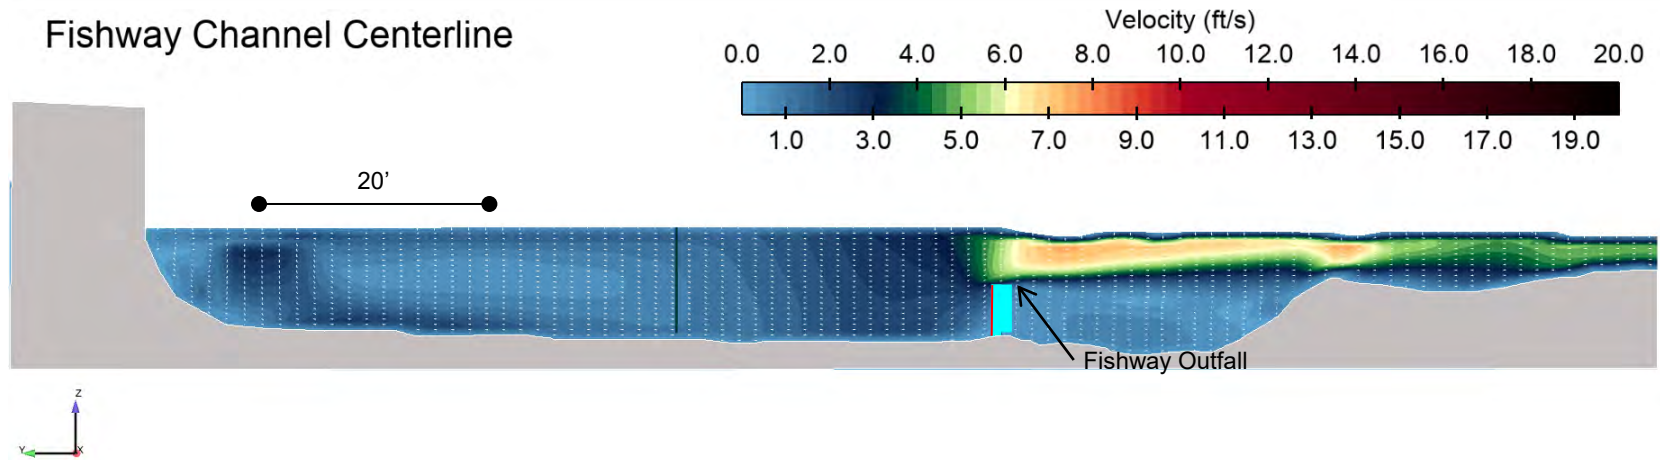 Fishway Channel Centerline
Velocity (ft/s)
0.0 2.0 4.0 6.0 8.0 10.0 12.0 14.0 16.0 18.0 20.0
1.0 3.0 5.0 7.0 9.0 11.0 13.0 15.0 17.0 19.0
20’
Fishway Outfall
Z
Y X